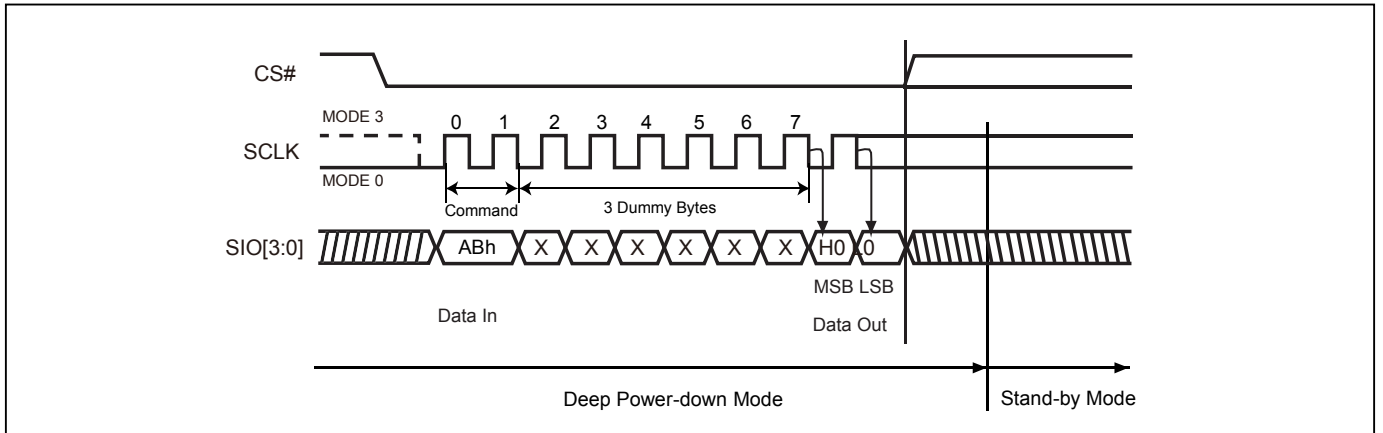 CS#
MODE 3
0 1 2 3 4 5 6 7
SCLK
MODE 0
Command
3 Dummy Bytes
SIO[3:0]
ABh X X X X X X H0 L0
MSB LSB
Data In
Data Out
Deep Power-down Mode
Stand-by Mode